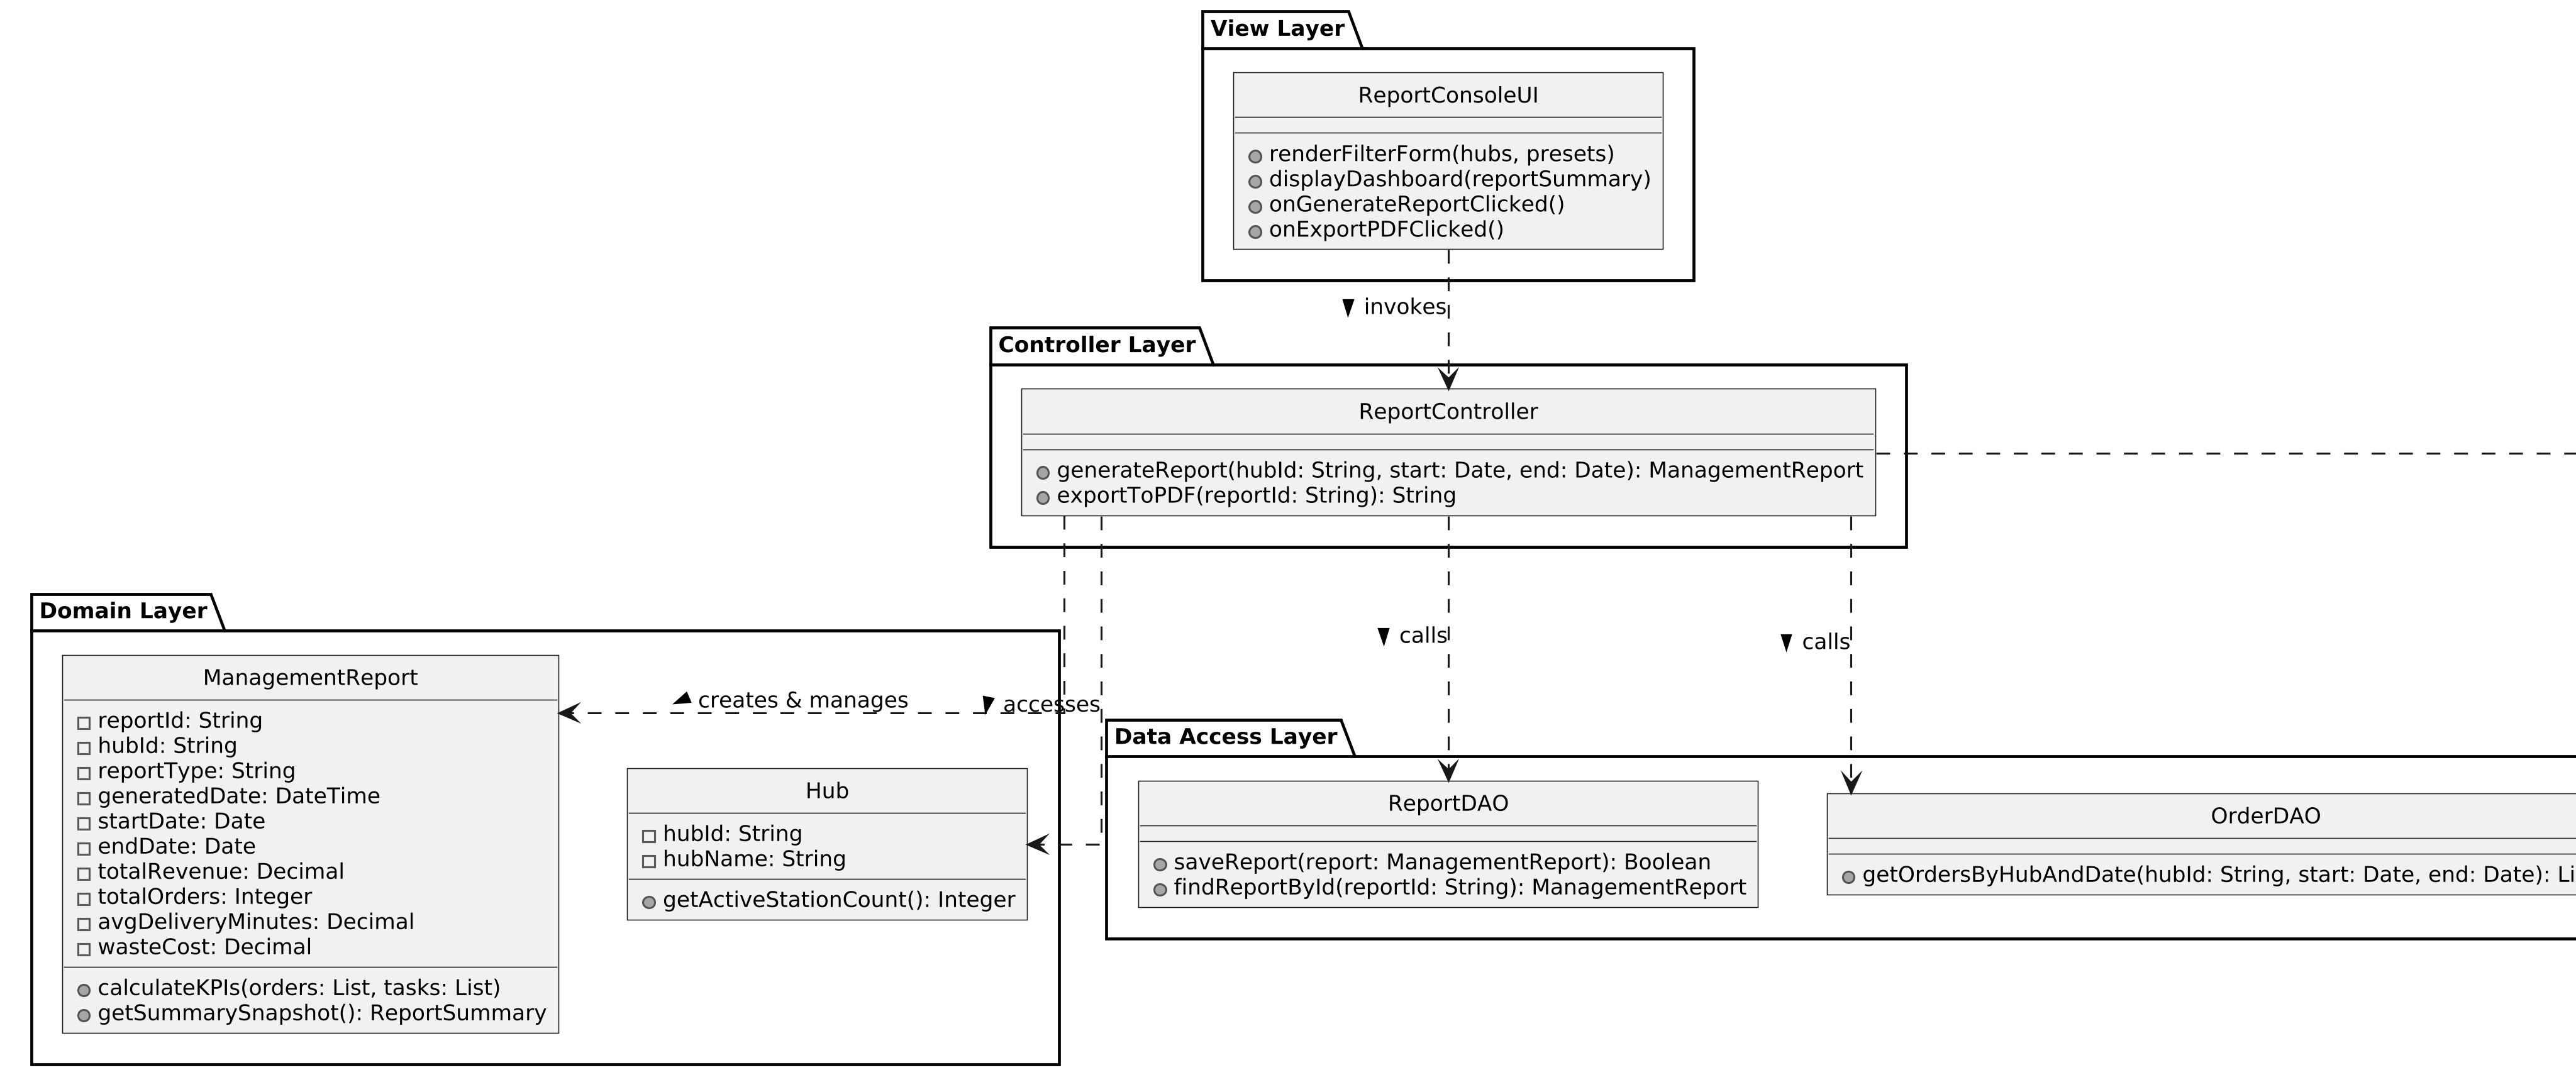 View Layer
ReportConsoleUI
renderFilterForm(hubs, presets)
displayDashboard(reportSummary)
onGenerateReportClicked()
onExportPDFClicked()
invokes
Controller Layer
ReportController
generateReport(hubId: String, start: Date, end: Date): ManagementReport
exportToPDF(reportId: String): String
calls
calls
Domain Layer
ManagementReport
reportId: String
hubId: String
reportType: String
generatedDate: DateTime
startDate: Date
endDate: Date
totalRevenue: Decimal
totalOrders: Integer
avgDeliveryMinutes: Decimal
wasteCost: Decimal
calculateKPIs(orders: List, tasks: List)
getSummarySnapshot(): ReportSummary
creates & manages
accesses
Hub
hubId: String
hubName: String
getActiveStationCount(): Integer
Data Access Layer
ReportDAO
saveReport(report: ManagementReport): Boolean
findReportById(reportId: String): ManagementReport
OrderDAO
getOrdersByHubAndDate(hubId: String, start: Date, end: Date): Li